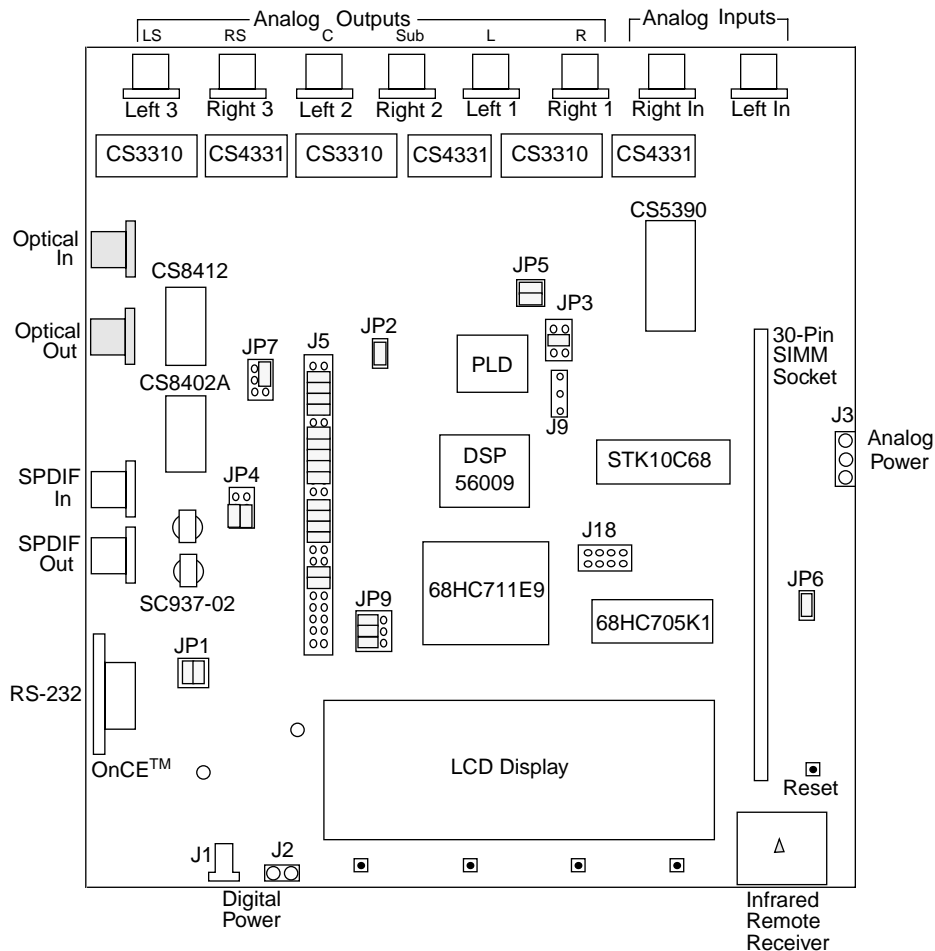 Analog Outputs
Analog Inputs
LS RS C Sub L R
Left 3 Right 3 Left 2 Right 2 Left 1 Right 1 Right In Left In
CS3310 CS4331 CS3310 CS4331 CS3310 CS4331
CS5390
Optical
In
CS8412
JP5
JP3
Optical
Out
JP7
J5
JP2
PLD
30-Pin
SIMM
Socket
CS8402A
J9
J3
Analog
Power
DSP
56009
STK10C68
SPDIF
In
JP4
SPDIF
Out
J18
SC937-02
JP9
68HC711E9
68HC705K1
JP6
JP1
RS-232
OnCE™
LCD Display
Reset
J1
J2
Digital
Power
Infrared
Remote
Receiver